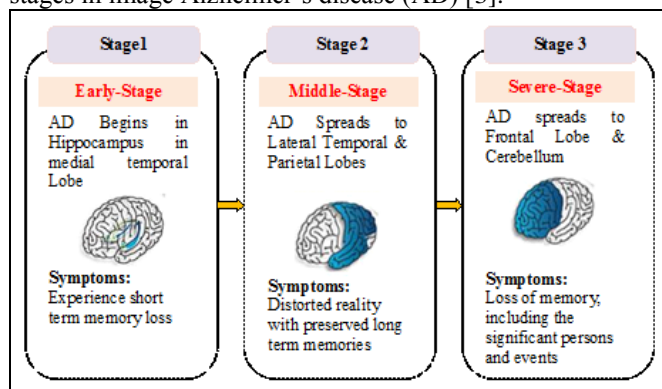 stages in image Alzheimer's disease (AD) [5].
Stage1
Early-Stage
AD Begins in
Hippocampus in
medial temporal
Lobe
Symptoms:
Experience short
term memory loss
Stage 2
Middle-Stage
AD Spreads to
Lateral Temporal &
Parietal Lobes
Symptoms:
Distorted reality
with preserved long
term memories
Stage 3
Severe-Stage
AD spreads to
Frontal Lobe &
Cerebellum
Symptoms:
Loss of memory,
including the
significant persons
and events